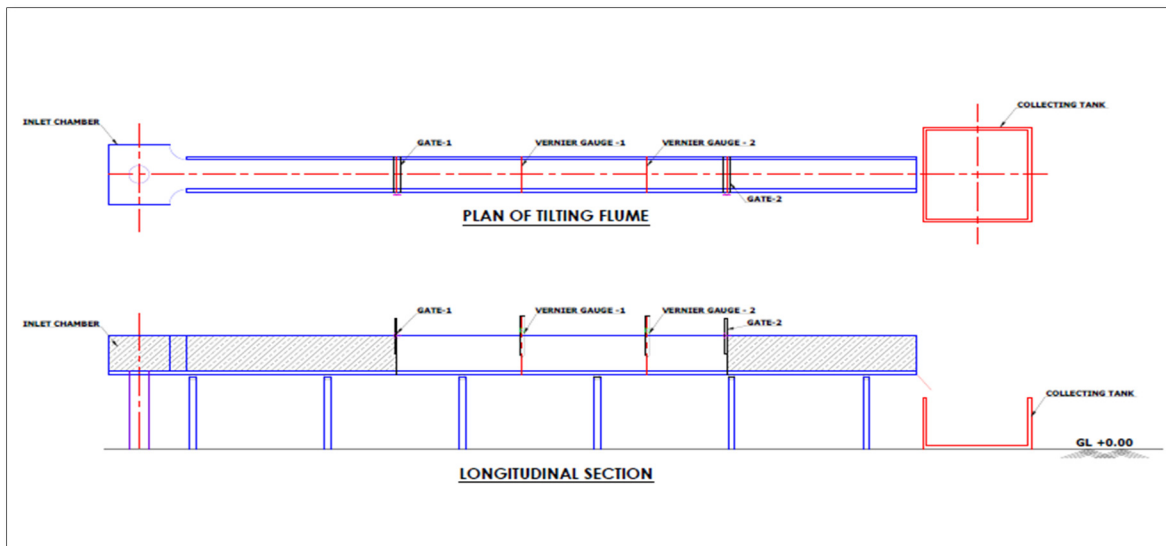 COLLECTING TANK
INLET CHAMBER
GATE-1
VERNIER GAUGE -1
VERNIER GAUGE - 2
GATE-2
PLAN OF TILTING FLUME
GATE-1
VERNIER GAUGE -1
VERNIER GAUGE - 2
GATE-2
INLET CHAMBER
COLLECTING TANK
GL +0.00
LONGITUDINAL SECTION